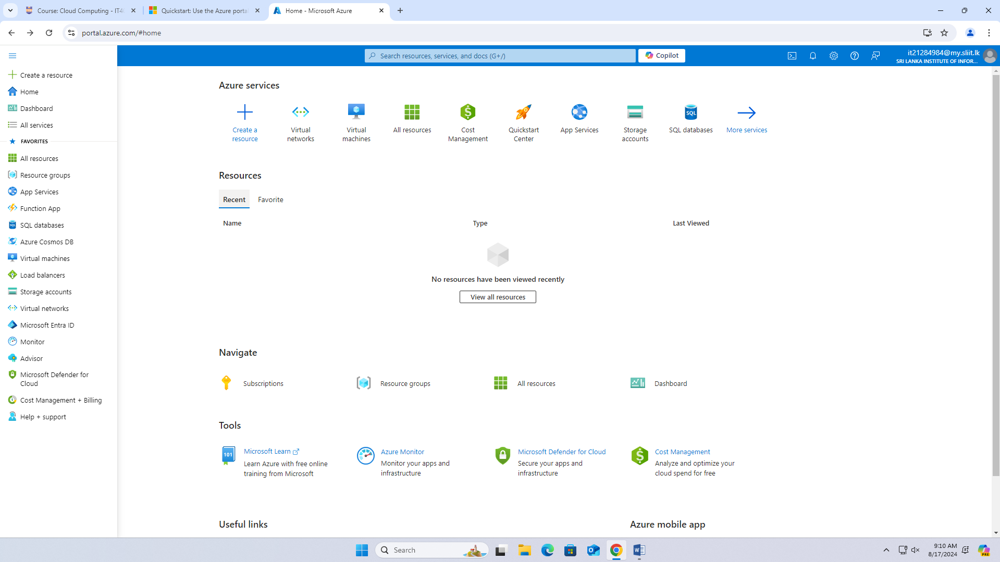 Course: Cloud Computing - IT4
Quickstart: Use the Azure porta
Home - Microsoft Azure
portal.azure.com/#home
Search resources, services, and docs (G+/)
Copilot
it21284984@my.sliit.lk
SRI LANKA INSTITUTE OF INFOR...
Create a resource
Home
Dashboard
All services
FAVORITES
All resources
Resource groups
App Services
Function App
SQL databases
Azure Cosmos DB
Virtual machines
Load balancers
Storage accounts
Virtual networks
Microsoft Entra ID
Monitor
Advisor
Microsoft Defender for
Cloud
Cost Management + Billing
Help + support
Azure services
Create a
resource
Virtual
networks
Virtual
machines
All resources
Cost
Management
Quickstart
Center
App Services
Storage
accounts
SQL
SQL databases
More services
Resources
Recent
Favorite
Name
Type
Last Viewed
No resources have been viewed recently
View all resources
Navigate
Subscriptions
Resource groups
All resources
Dashboard
Tools
101
Microsoft Learn
Learn Azure with free online
training from Microsoft
Azure Monitor
Monitor your apps and
infrastructure
Microsoft Defender for Cloud
Secure your apps and
infrastructure
Cost Management
Analyze and optimize your
cloud spend for free
Useful links
Azure mobile app
Search
9:10 AM
8/17/2024
PRE